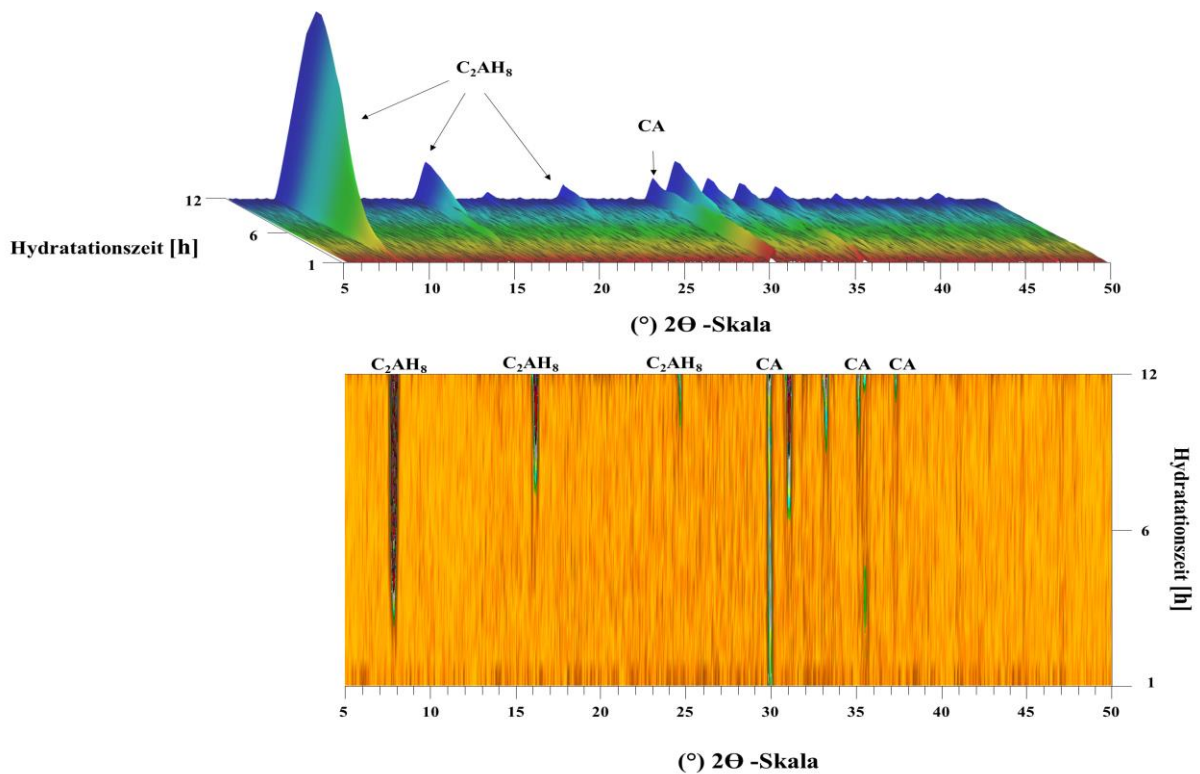 C₂AH₈
CA
12
6
1
Hydratationszeit [h]
5 10 15 20 25 30 35 40 45 50
(°) 2Ө -Skala
C₂AH₈ C₂AH₈ C₂AH₈ CA CA CA
12
6
1
Hydratationszeit [h]
5 10 15 20 25 30 35 40 45 50
(°) 2Ө -Skala